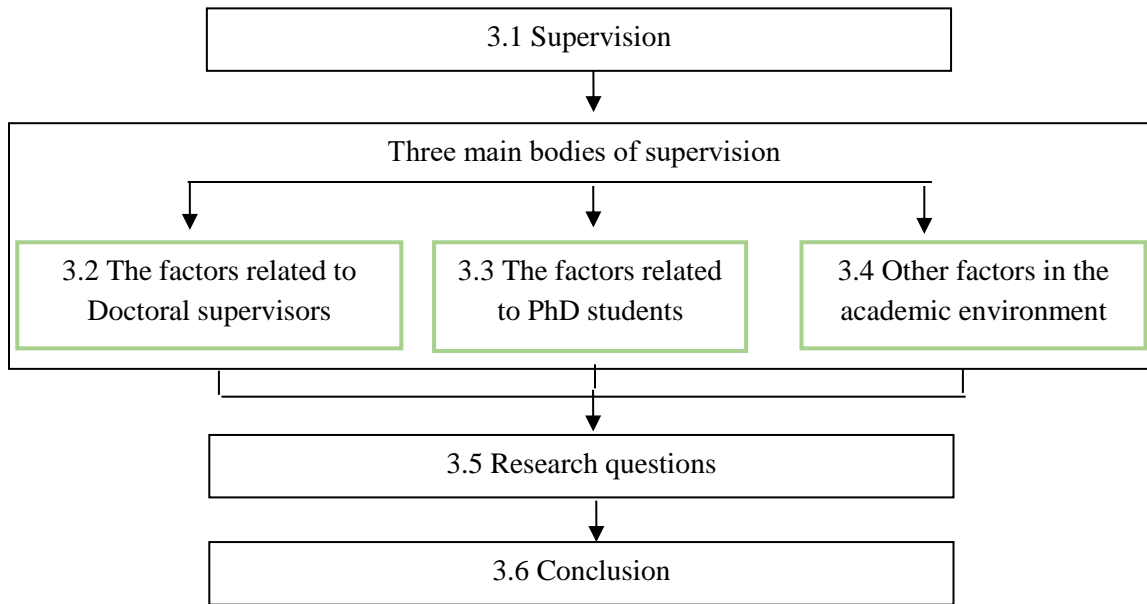 3.1 Supervision
Three main bodies of supervision
3.2 The factors related to
Doctoral supervisors
3.3 The factors related
to PhD students
3.4 Other factors in the
academic environment
3.5 Research questions
3.6 Conclusion